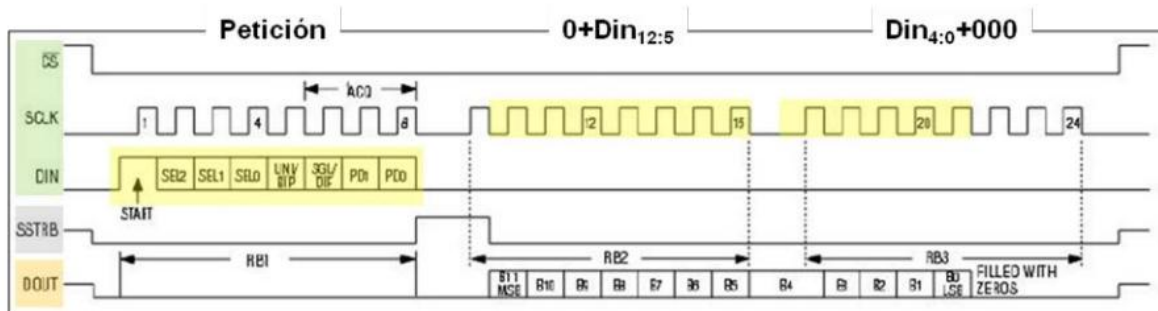 Petición 0+Din12:5 Din4:0+000
CS
ACQ
SCLK 1 4 8 12 15 20 24
DIN SEL2 SEL1 SEL0 UNI/BIP SGL/DIF PD1 PD0
START
SSTRB
RB1 RB2 RB3
DOUT B11 MSB B10 B9 B8 B7 B6 B5 B4 B3 B2 B1 B0 LSB FILLED WITH ZEROS